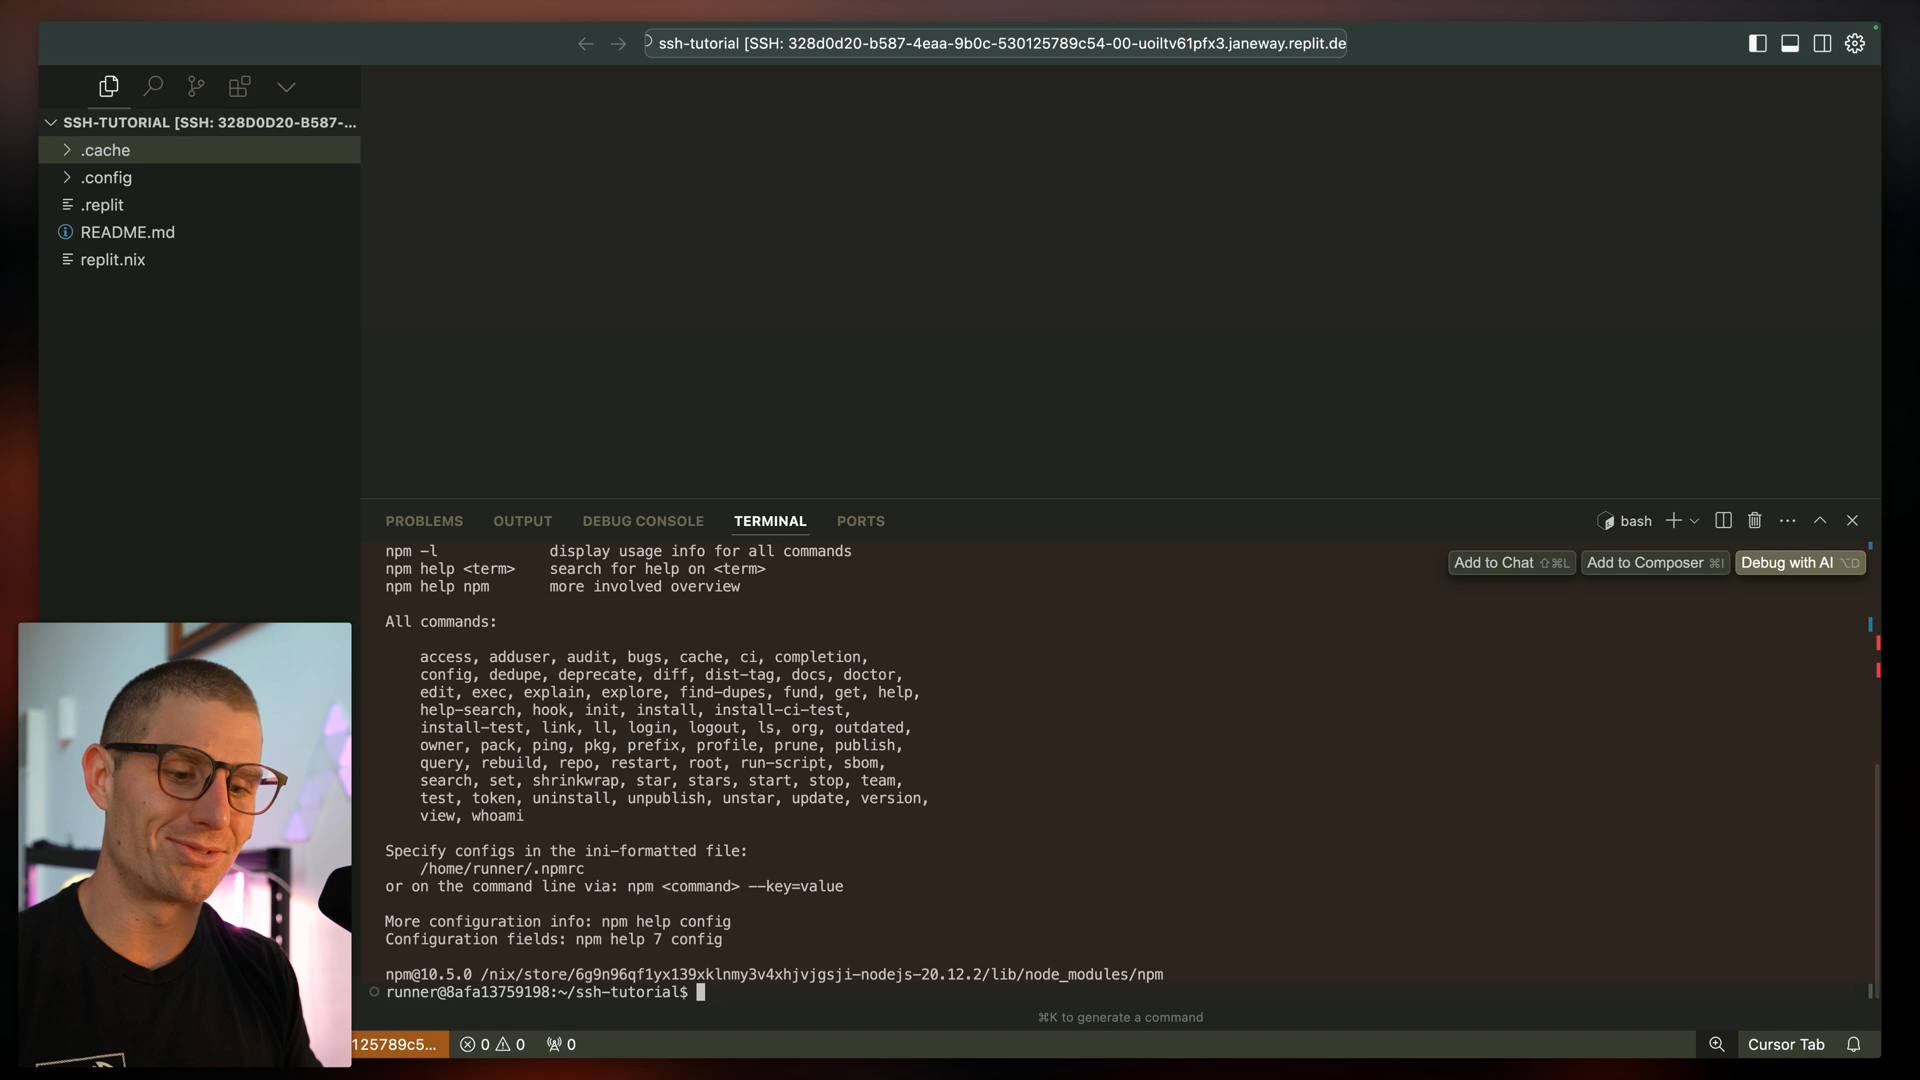 ssh-tutorial [SSH: 328d0d20-b587-4eaa-9b0c-530125789c54-00-uoiltv61pfx3.janeway.replit.de
SSH-TUTORIAL [SSH: 328D0D20-B587-...
.cache
.config
.replit
README.md
replit.nix
PROBLEMS OUTPUT DEBUG CONSOLE TERMINAL PORTS
bash
Add to Chat ⇧⌘L Add to Composer ⌘I Debug with AI ⌥D
npm -l display usage info for all commands
npm help <term> search for help on <term>
npm help npm more involved overview
All commands:
access, adduser, audit, bugs, cache, ci, completion,
config, dedupe, deprecate, diff, dist-tag, docs, doctor,
edit, exec, explain, explore, find-dupes, fund, get, help,
help-search, hook, init, install, install-ci-test,
install-test, link, ll, login, logout, ls, org, outdated,
owner, pack, ping, pkg, prefix, profile, prune, publish,
query, rebuild, repo, restart, root, run-script, sbom,
search, set, shrinkwrap, star, stars, start, stop, team,
test, token, uninstall, unpublish, unstar, update, version,
view, whoami
Specify configs in the ini-formatted file:
/home/runner/.npmrc
or on the command line via: npm <command> --key=value
More configuration info: npm help config
Configuration fields: npm help 7 config
npm@10.5.0 /nix/store/6g9n96qf1yx139xklnmy3v4xhjvjgsji-nodejs-20.12.2/lib/node_modules/npm
runner@8afa13759198:~/ssh-tutorial$
⌘K to generate a command
125789c5... 0 0 0 Cursor Tab